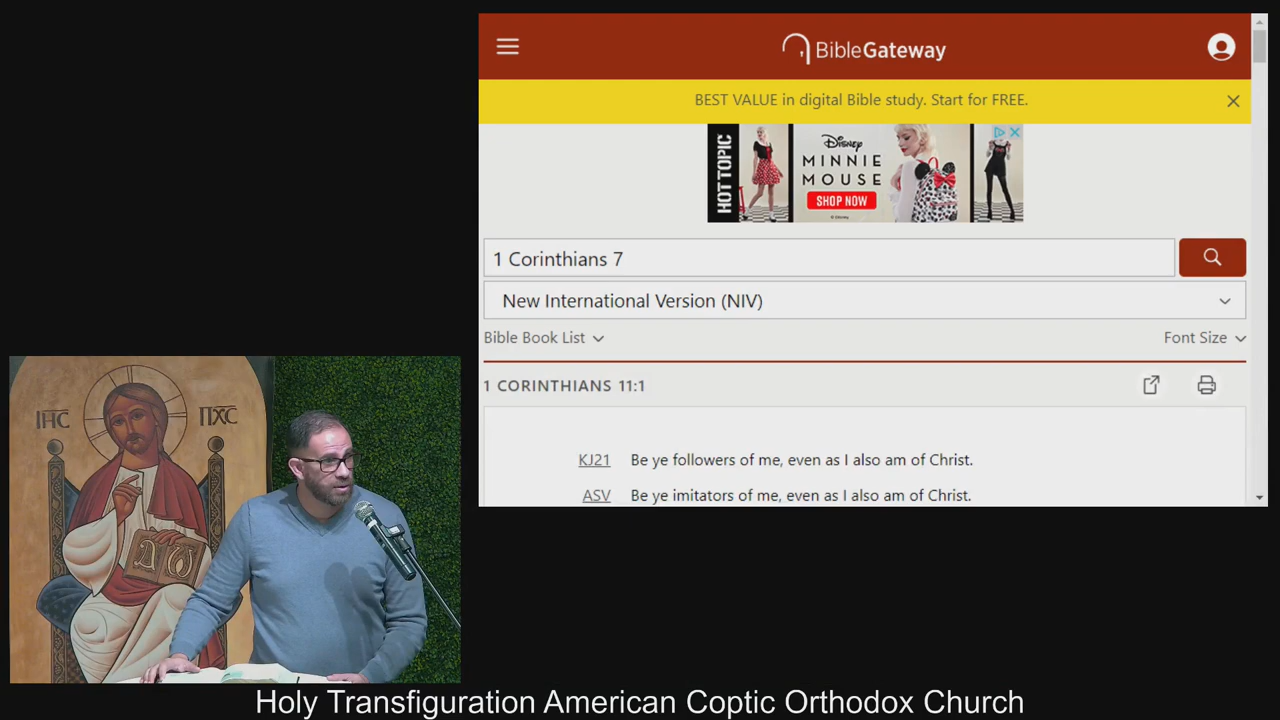 BibleGateway
BEST VALUE in digital Bible study. Start for FREE.
HOT TOPIC
Disney
MINNIE
MOUSE
SHOP NOW
© Disney
1 Corinthians 7
New International Version (NIV)
Bible Book List
Font Size
1 CORINTHIANS 11:1
KJ21 Be ye followers of me, even as I also am of Christ.
ASV Be ye imitators of me, even as I also am of Christ.
IHC ΠΧC
Ⲁ Ⲱ
Holy Transfiguration American Coptic Orthodox Church